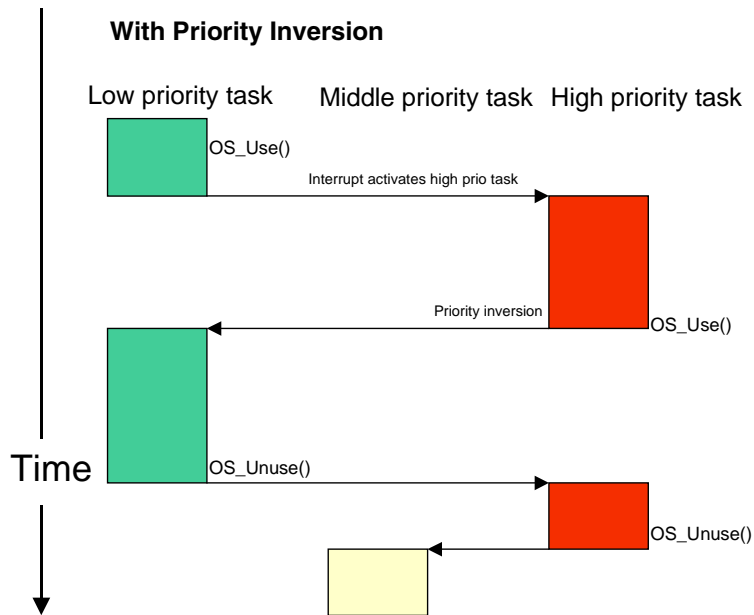 With Priority Inversion
Low priority task
Middle priority task
High priority task
OS_Use()
Interrupt activates high prio task
Priority inversion
OS_Use()
Time
OS_Unuse()
OS_Unuse()